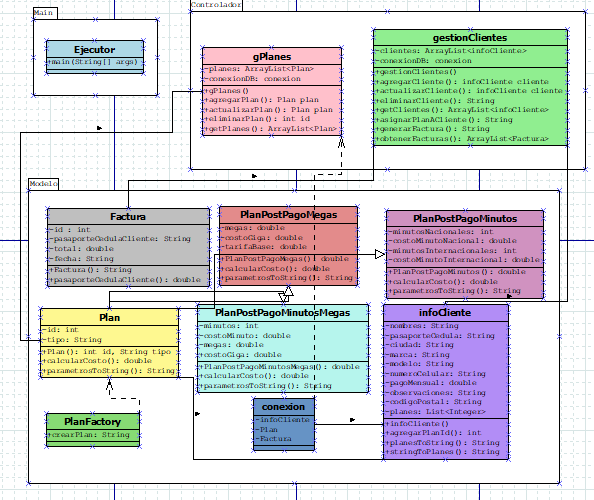 Main
Ejecutor
+main(String[] args)
Controlador
gPlanes
-planes: ArrayList<Plan>
-conexionDB: conexion
+gPlanes()
+agregarPlan(): Plan plan
+actualizarPlan(): Plan plan
+eliminarPlan(): int id
+getPlanes(): ArrayList<Plan>
gestionClientes
-clientes: ArrayList<infoCliente>
-conexionDB: conexion
+gestionClientes()
+agregarCliente(): infoCliente cliente
+actualizarCliente(): infoCliente cliente
+eliminarCliente(): String
+getClientes(): ArrayList<infoCliente>
+asignarPlanACliente(): String
+generarFacturas(): String
+obtenerFacturas(): ArrayList<Factura>
Modelo
Factura
-id : int
-pasaporteGedulaCliente: String
-total: double
-fecha: String
+Factura(): String
+pasaporteGedulaCliente(): double
PlanPostPagoMegas
-megas: double
-costoGiga: double
-tarifaBase: double
+PlanPostPagoMegas(): double
+calcularCosto(): double
+parametrosToString(): String
PlanPostPagoMinutos
-minutosNacionales: int
-costoMinutoNacional: double
-minutosInternacionales: int
-costoMinutoInternacional: double
+PlanPostPagoMinutos(): double
+calcularCosto(): double
+parametrosToString(): String
Plan
-id: int
-tipo: String
+Plan(): int id, String tipo
+calcularCosto(): double
+parametrosToString(): String
PlanPostPagoMinutosMegas
-minutos: int
-costoMinuto: double
-megas: double
+costoGiga: double
+PlanPostPagoMinutosMegas(): double
+calcularCosto(): double
+parametrosToString(): String
infoCliente
-nombres: String
-pasaporteGedula: String
-ciudad: String
-marca: String
-modelo: String
-numeroCelular: String
-pagoMensual: double
-observaciones: String
-codigoPostal: String
-planes: List<Integer>
+infoCliente()
+agregarPlanId(): int
+planesToString(): String
+stringToPlanes(): String
PlanFactory
+crearPlan: String
conexion
-infoCliente
-Plan
-Factura